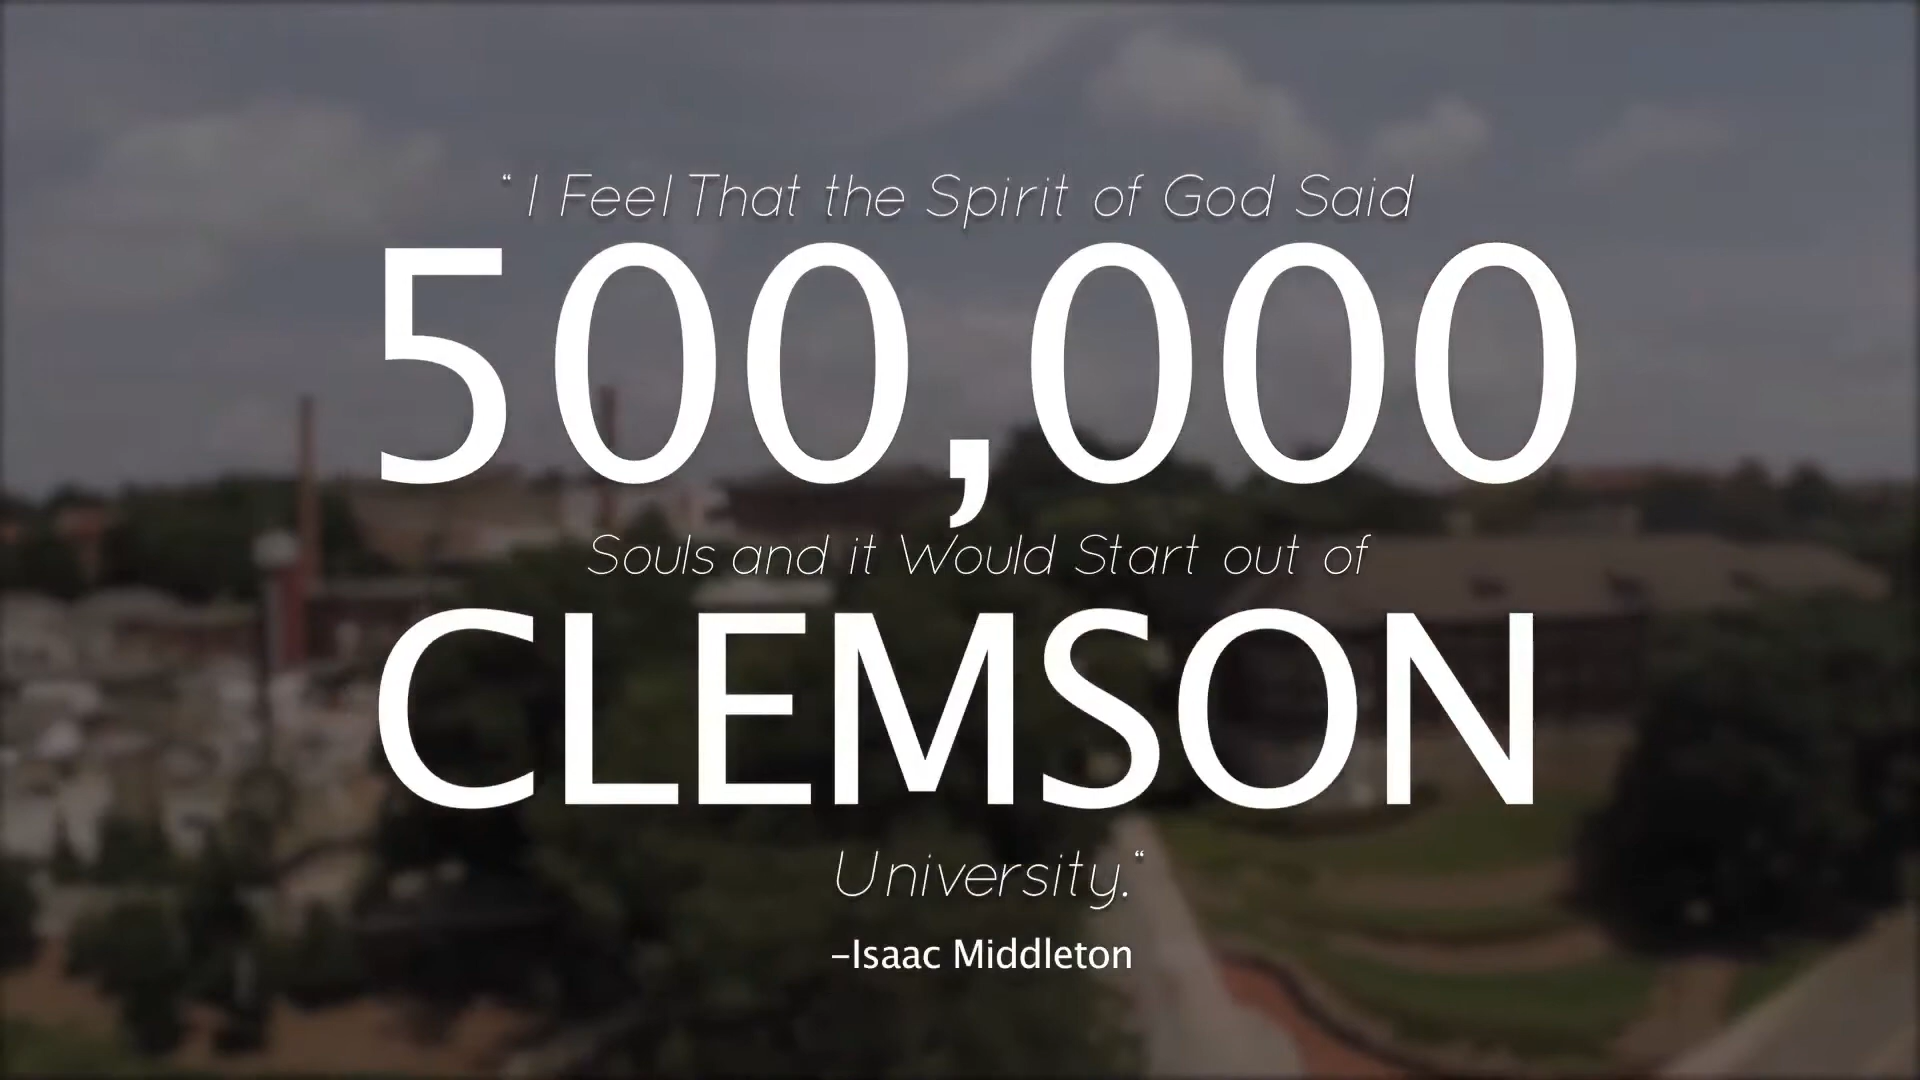 “ I Feel That the Spirit of God Said
500,000
Souls and it Would Start out of
CLEMSON
University.“
–Isaac Middleton